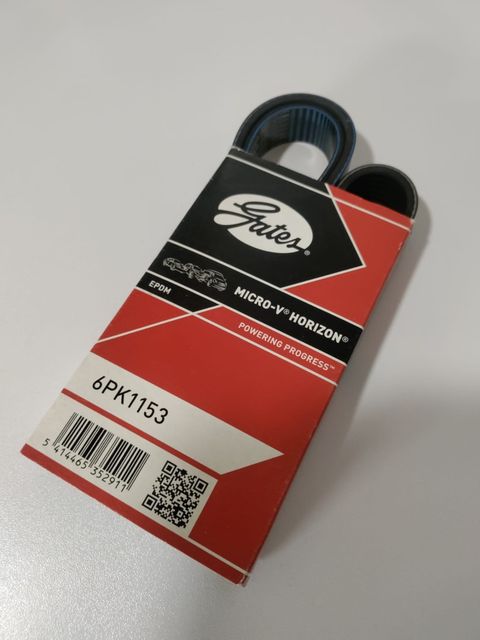 Gates®
MICRO-V® HORIZON®
EPDM
POWERING PROGRESS™
6PK1153
5 414465 352911